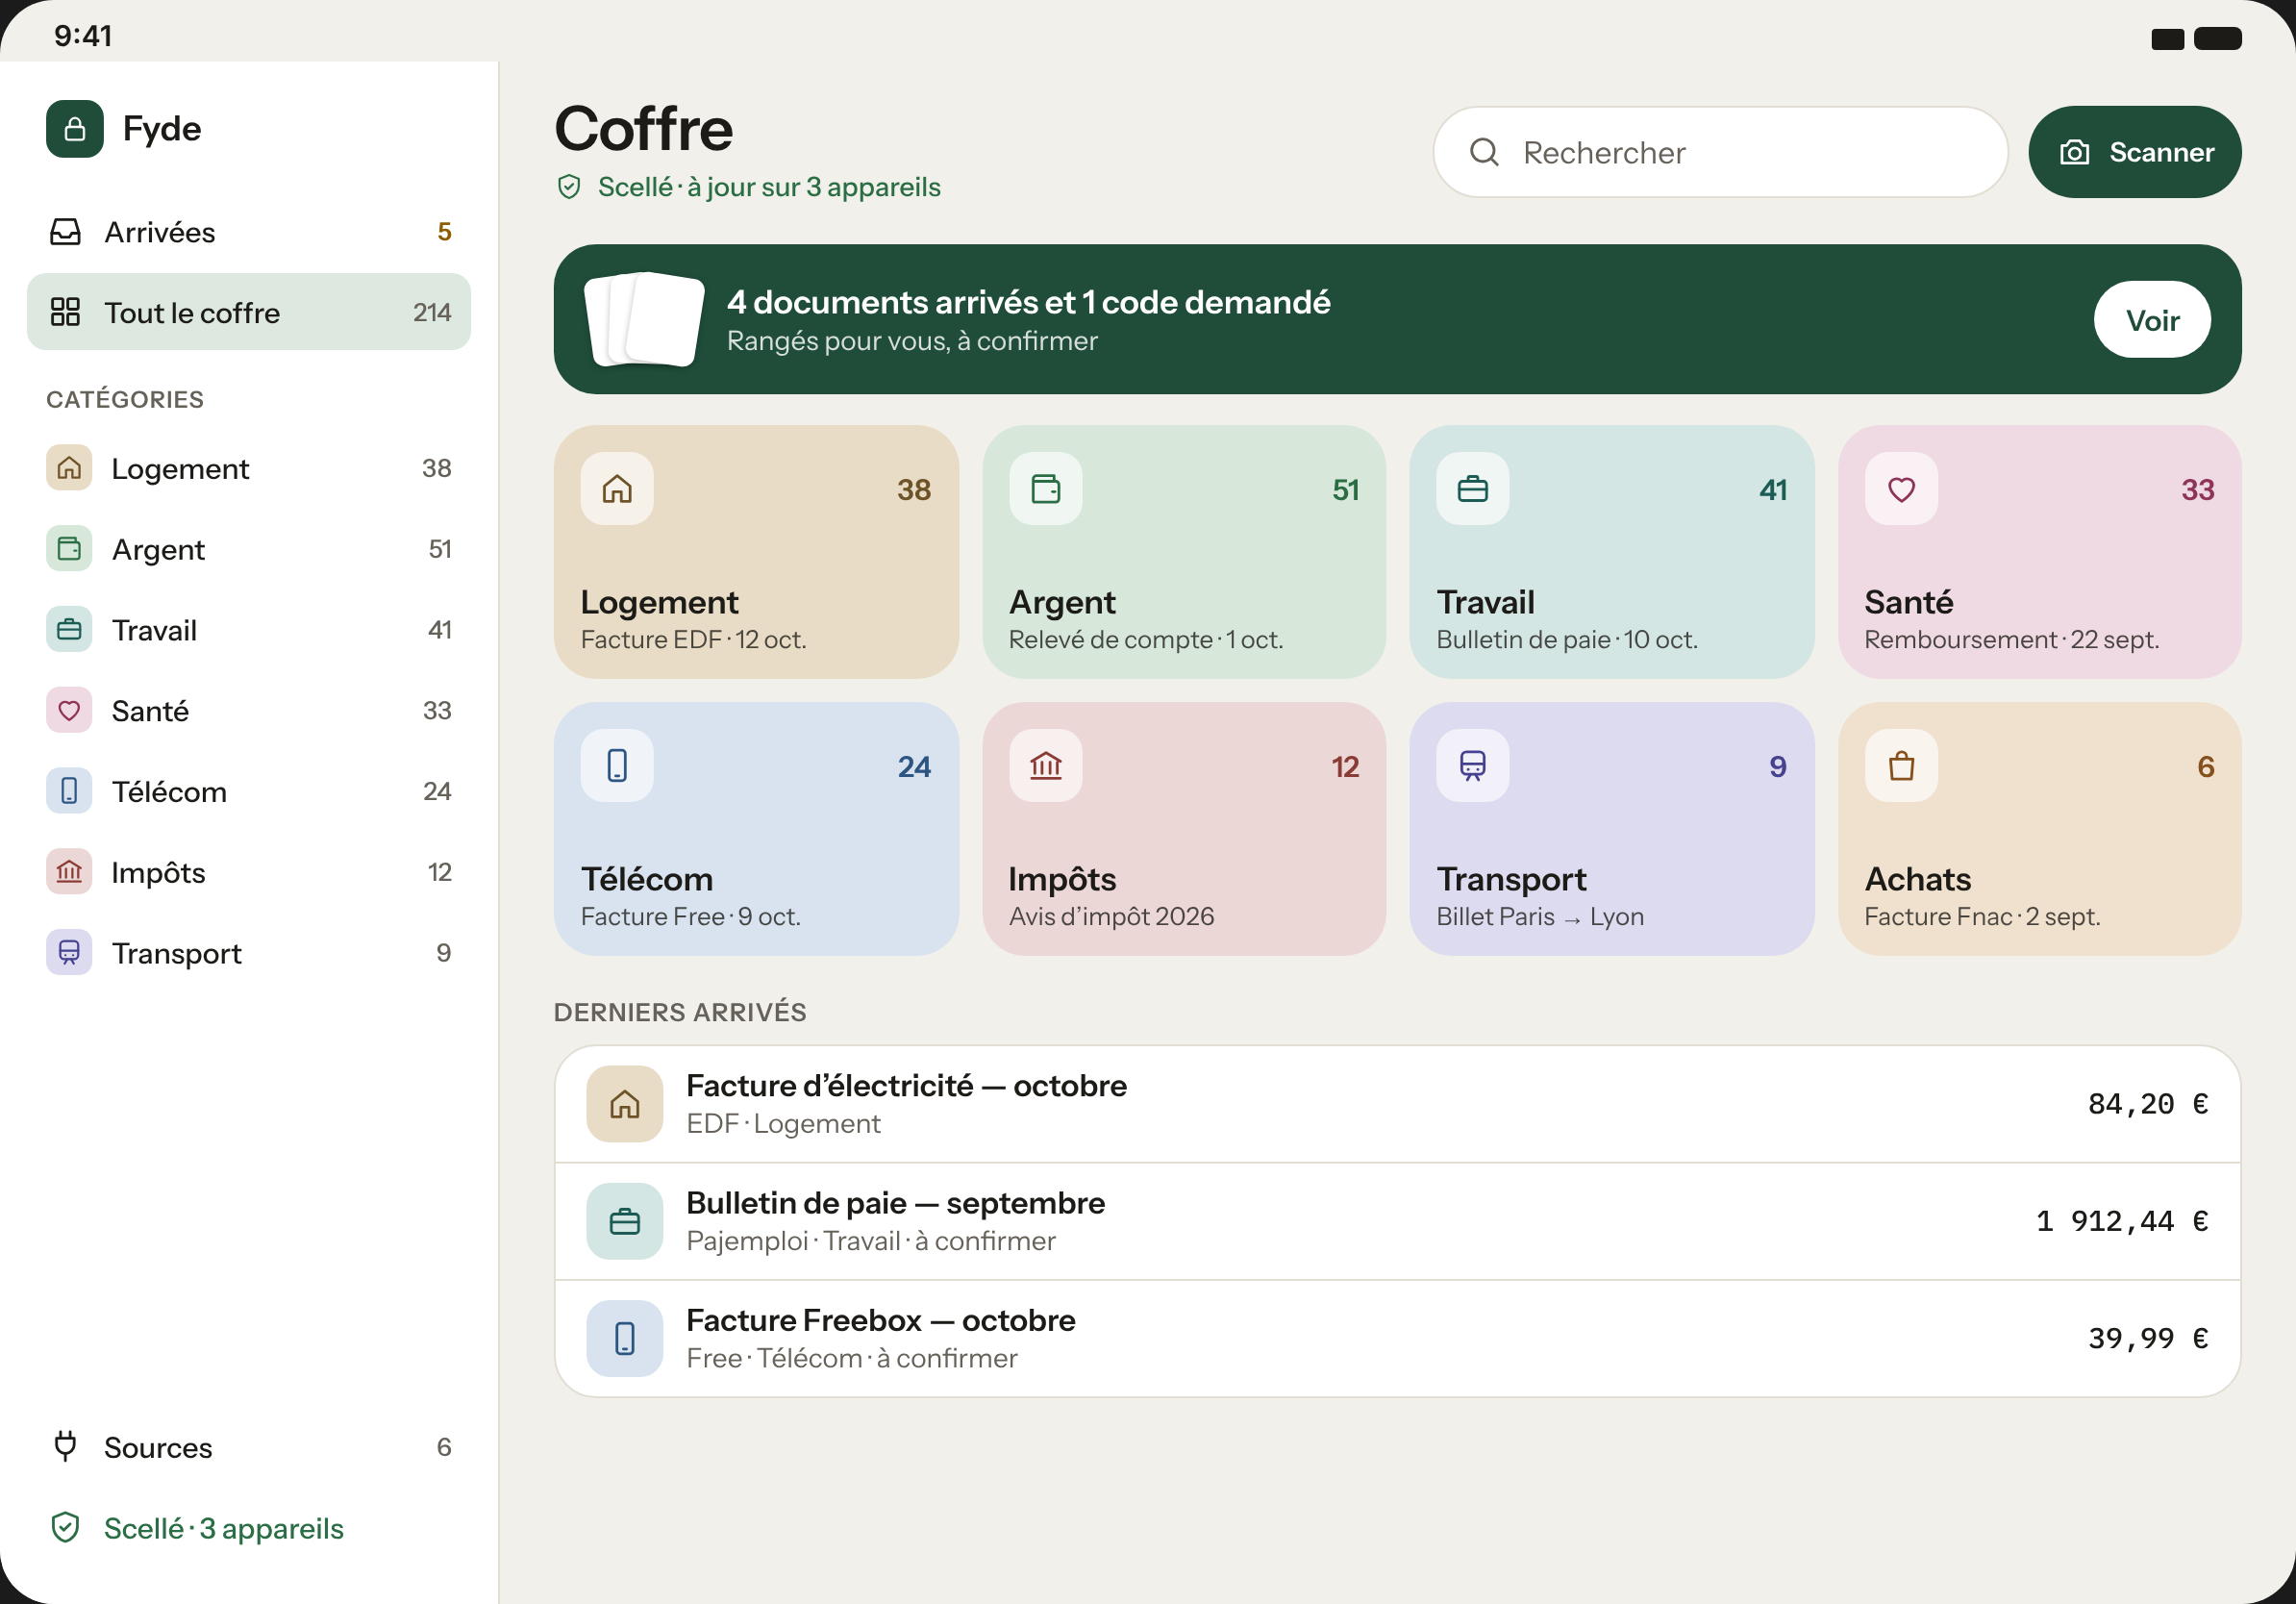 9:41
Fyde
Arrivées 5
Tout le coffre 214
CATÉGORIES
Logement 38
Argent 51
Travail 41
Santé 33
Télécom 24
Impôts 12
Transport 9
Sources 6
Scellé · 3 appareils
Coffre
Scellé · à jour sur 3 appareils
Rechercher
Scanner
4 documents arrivés et 1 code demandé
Rangés pour vous, à confirmer
Voir
38
Logement
Facture EDF · 12 oct.
51
Argent
Relevé de compte · 1 oct.
41
Travail
Bulletin de paie · 10 oct.
33
Santé
Remboursement · 22 sept.
24
Télécom
Facture Free · 9 oct.
12
Impôts
Avis d’impôt 2026
9
Transport
Billet Paris → Lyon
6
Achats
Facture Fnac · 2 sept.
DERNIERS ARRIVÉS
Facture d’électricité — octobre
EDF · Logement
84,20 €
Bulletin de paie — septembre
Pajemploi · Travail · à confirmer
1 912,44 €
Facture Freebox — octobre
Free · Télécom · à confirmer
39,99 €